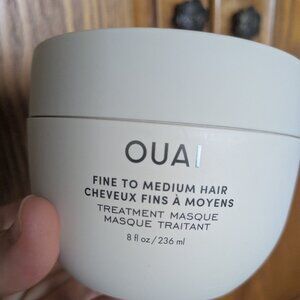 OUAI
FINE TO MEDIUM HAIR
CHEVEUX FINS À MOYENS
TREATMENT MASQUE
MASQUE TRAITANT
8 fl oz / 236 ml